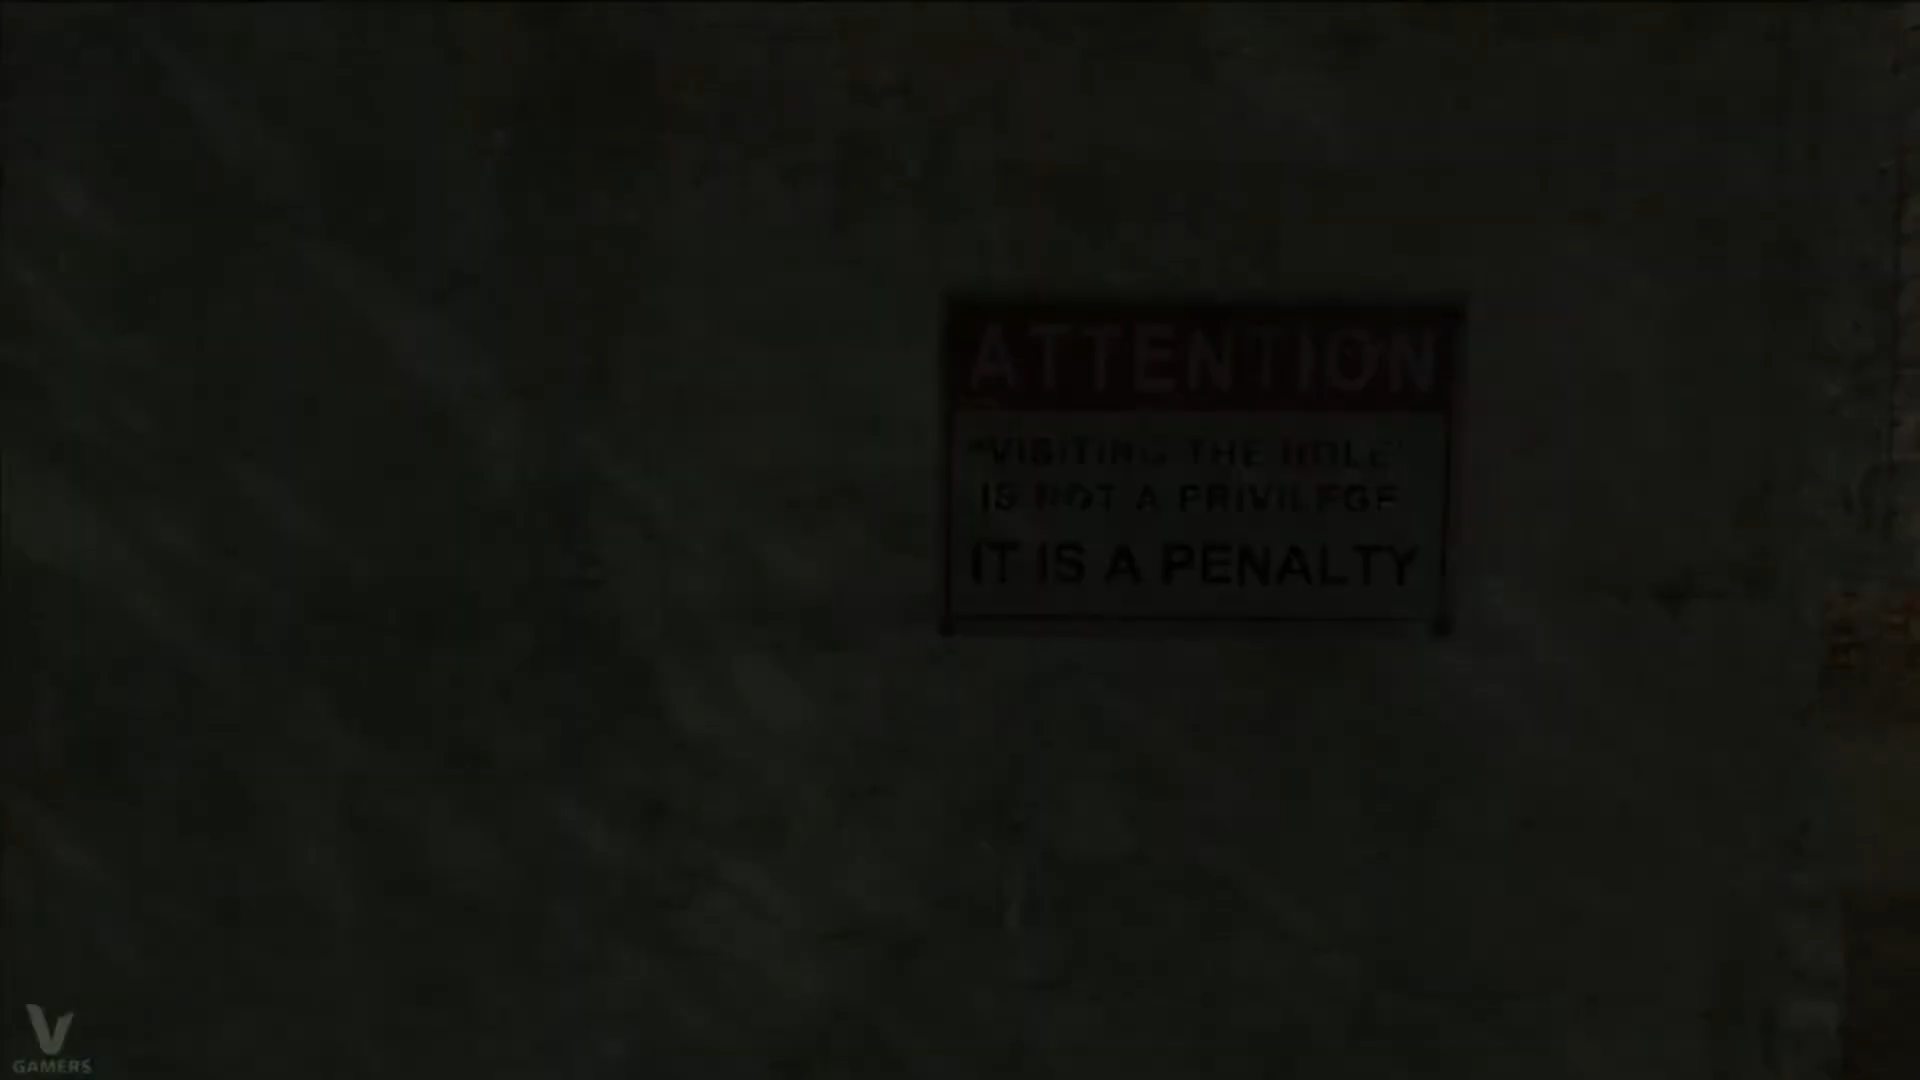 ATTENTION
"VISITING THE HOLE"
IS NOT A PRIVILEGE
IT IS A PENALTY
V
GAMERS